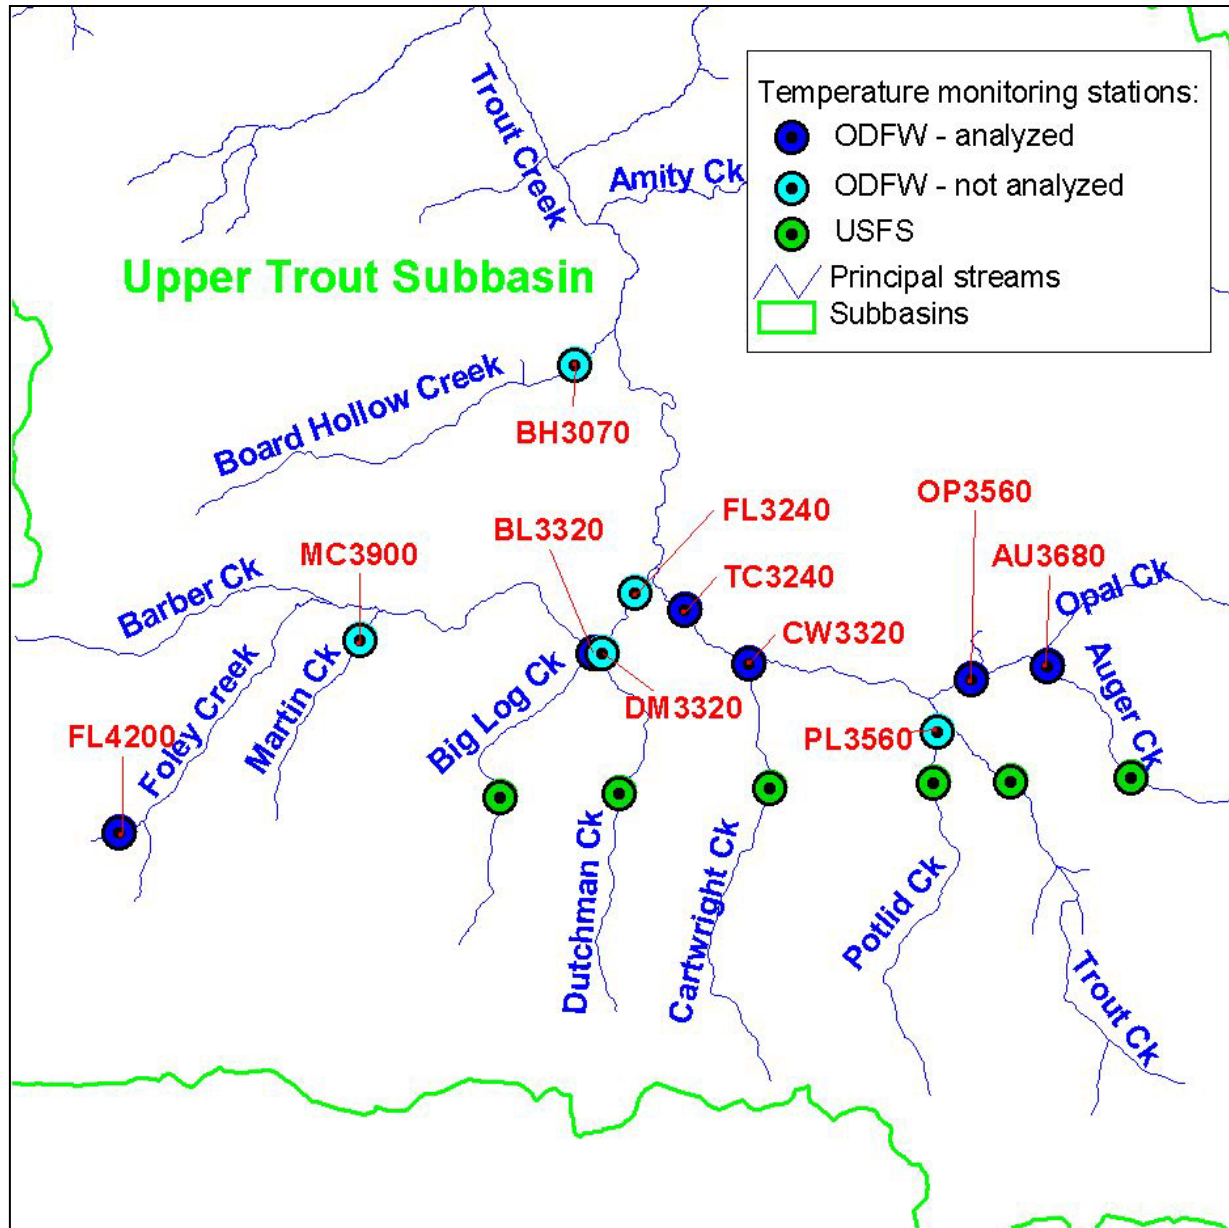 Trout Creek
Amity Ck
Temperature monitoring stations:
ODFW - analyzed
ODFW - not analyzed
USFS
Principal streams
Subbasins
Upper Trout Subbasin
Board Hollow Creek
BH3070
OP3560
FL3240
BL3320
MC3900
AU3680
TC3240
Barber Ck
Opal Ck
CW3320
Foley Creek
Martin Ck
Big Log Ck
DM3320
Auger Ck
FL4200
PL3560
Dutchman Ck
Cartwright Ck
Potlid Ck
Trout Ck